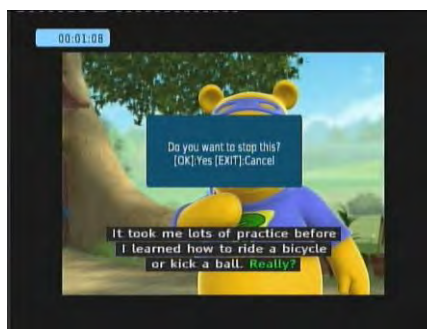 00:01:08
Do you want to stop this?
[OK]:Yes [EXIT]:Cancel
It took me lots of practice before
I learned how to ride a bicycle
or kick a ball. Really?